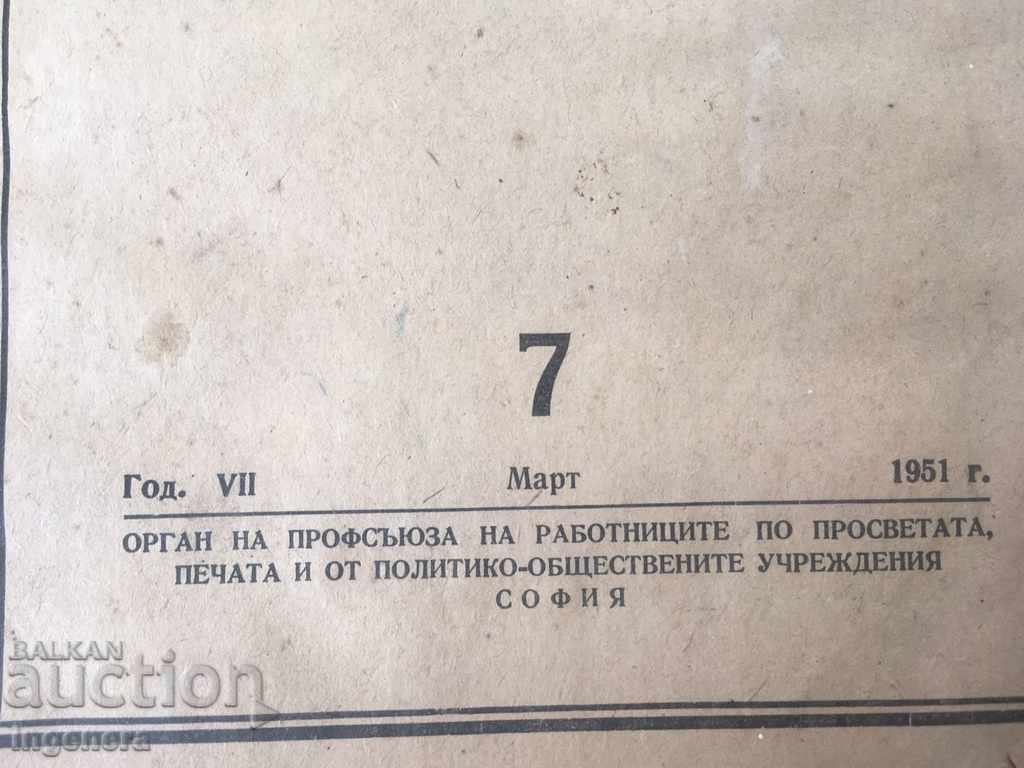 7
Год. VII Март 1951 г.
ОРГАН НА ПРОФСЪЮЗА НА РАБОТНИЦИТЕ ПО ПРОСВЕТАТА,
ПЕЧАТА И ОТ ПОЛИТИКО-ОБЩЕСТВЕНИТЕ УЧРЕЖДЕНИЯ
СОФИЯ
BALKAN
auction
ingenera